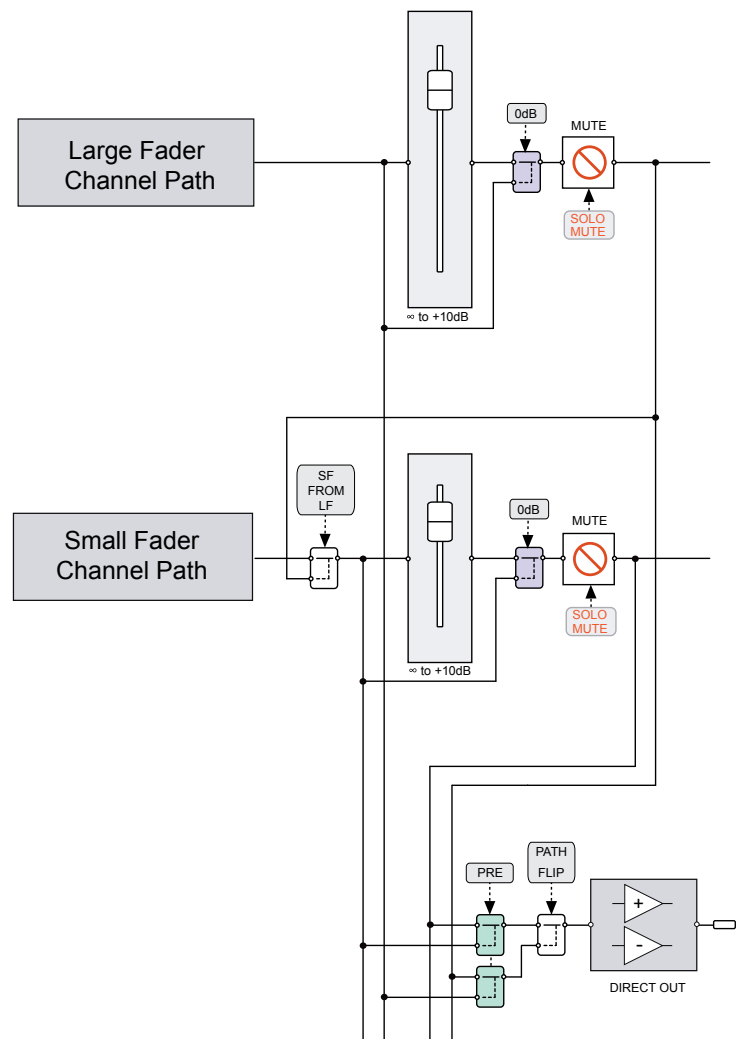 0dB
MUTE
Large Fader
Channel Path
SOLO
MUTE
∞ to +10dB
SF
FROM
LF
0dB
MUTE
Small Fader
Channel Path
SOLO
MUTE
∞ to +10dB
PATH
FLIP
PRE
+
-
DIRECT OUT